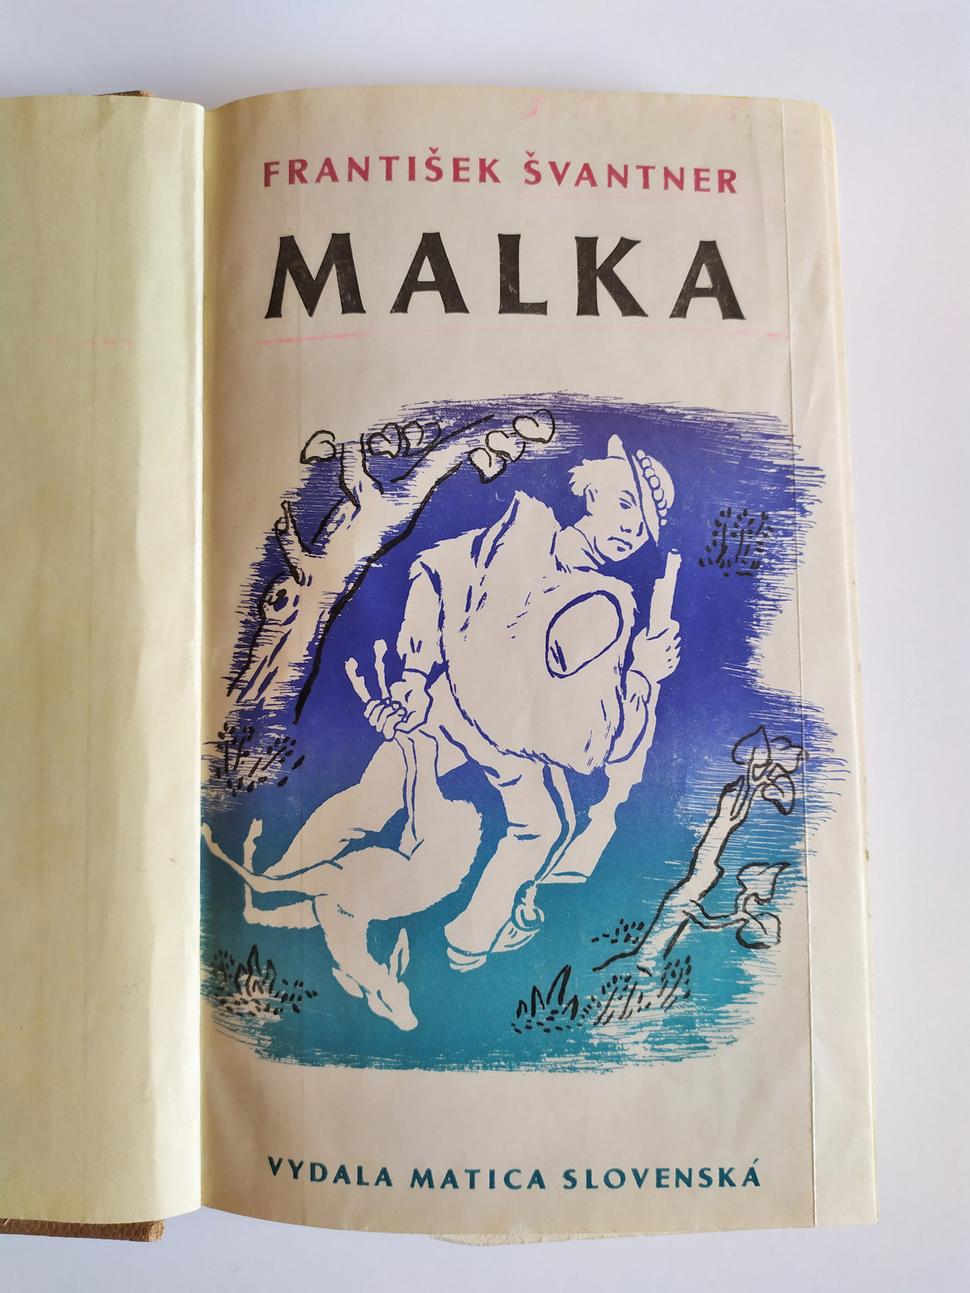 FRANTIŠEK ŠVANTNER
MALKA
VYDALA MATICA SLOVENSKÁ